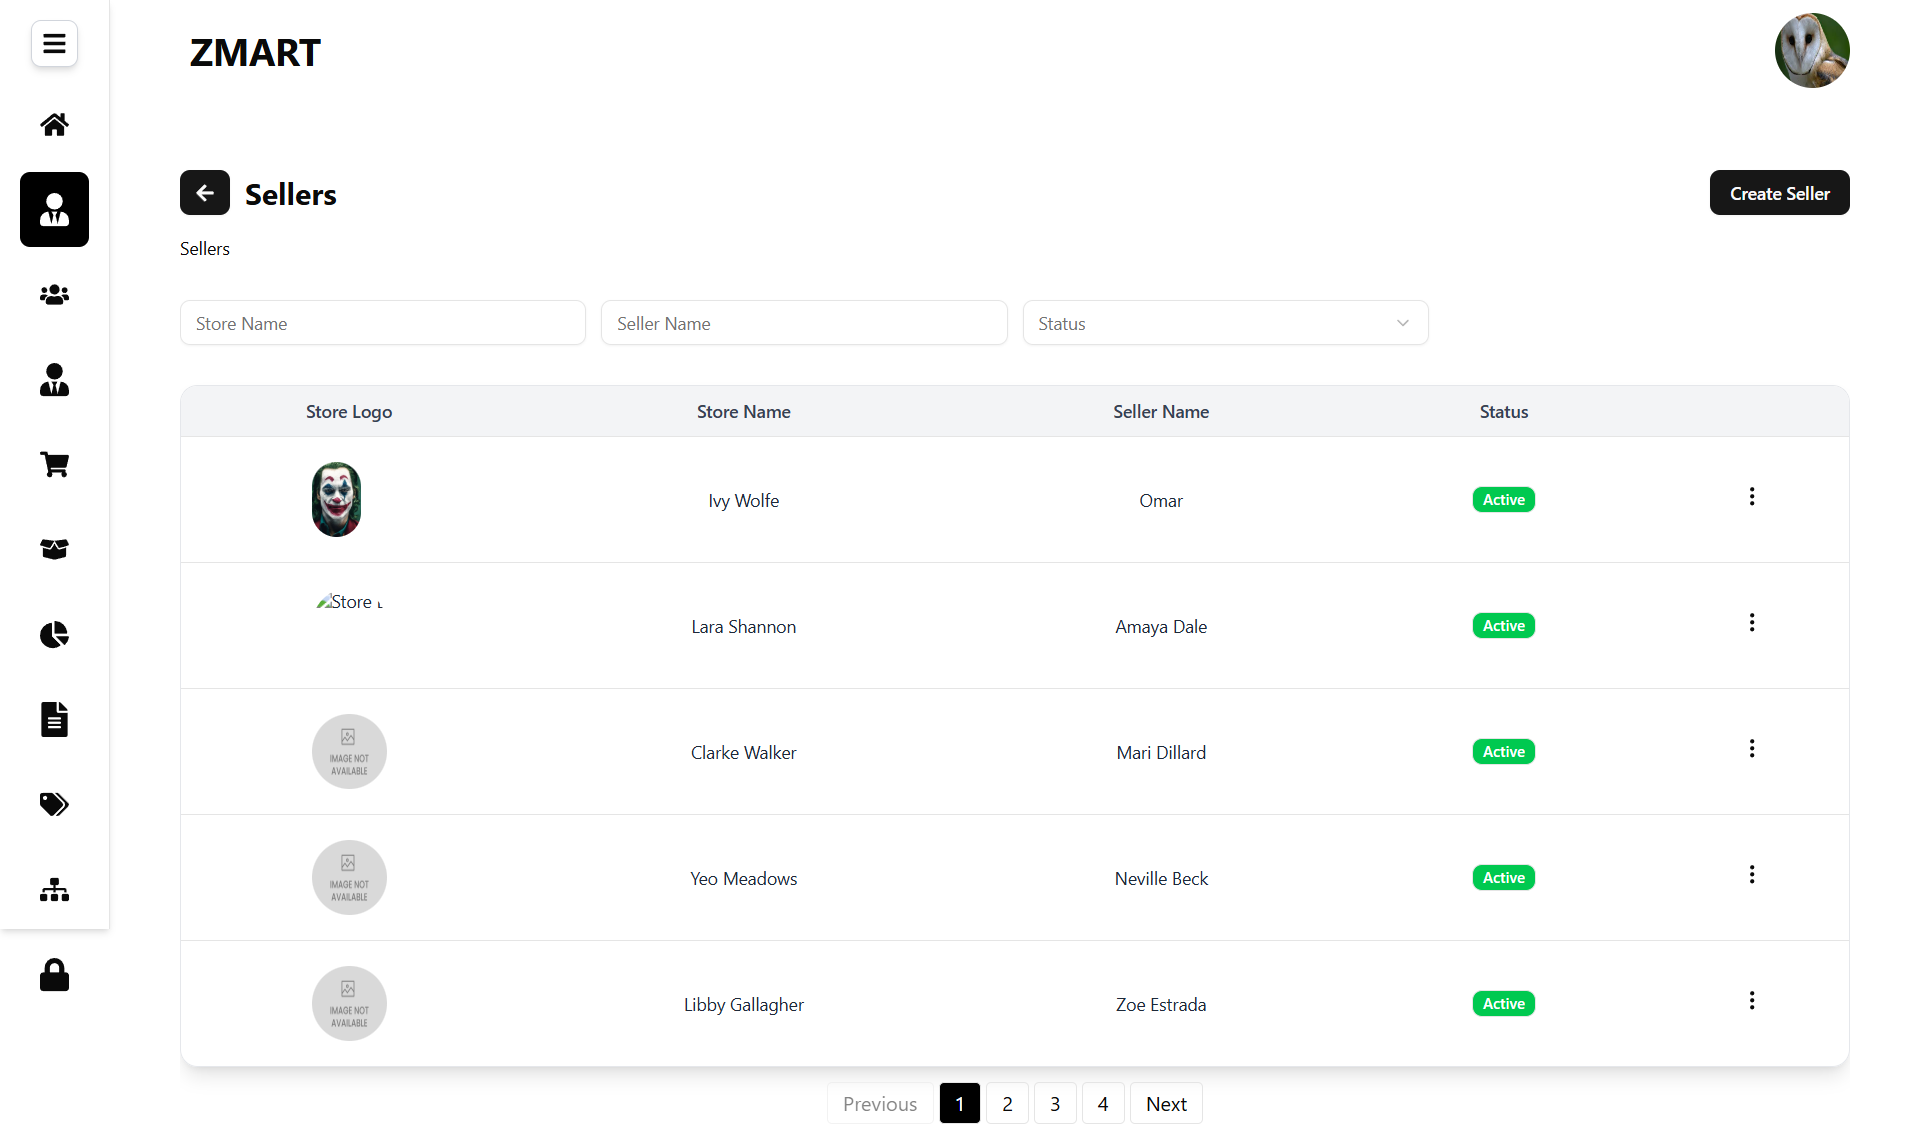 ZMART
Sellers
Create Seller
Sellers
Store Name
Seller Name
Status
Store Logo Store Name Seller Name Status
Ivy Wolfe Omar Active
Store
Lara Shannon Amaya Dale Active
IMAGE NOT
AVAILABLE
Clarke Walker Mari Dillard Active
IMAGE NOT
AVAILABLE
Yeo Meadows Neville Beck Active
IMAGE NOT
AVAILABLE
Libby Gallagher Zoe Estrada Active
Previous 1 2 3 4 Next